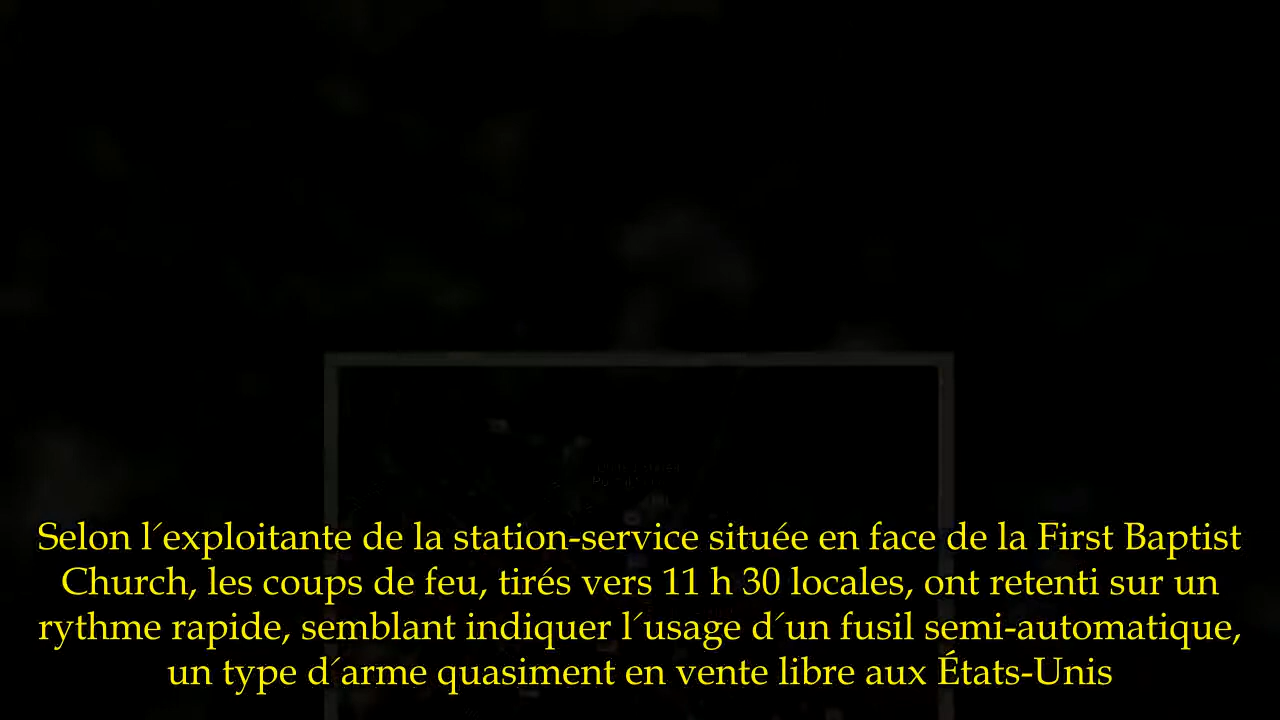 Selon l´exploitante de la station-service située en face de la First Baptist
Church, les coups de feu, tirés vers 11 h 30 locales, ont retenti sur un
rythme rapide, semblant indiquer l´usage d´un fusil semi-automatique,
un type d´arme quasiment en vente libre aux États-Unis